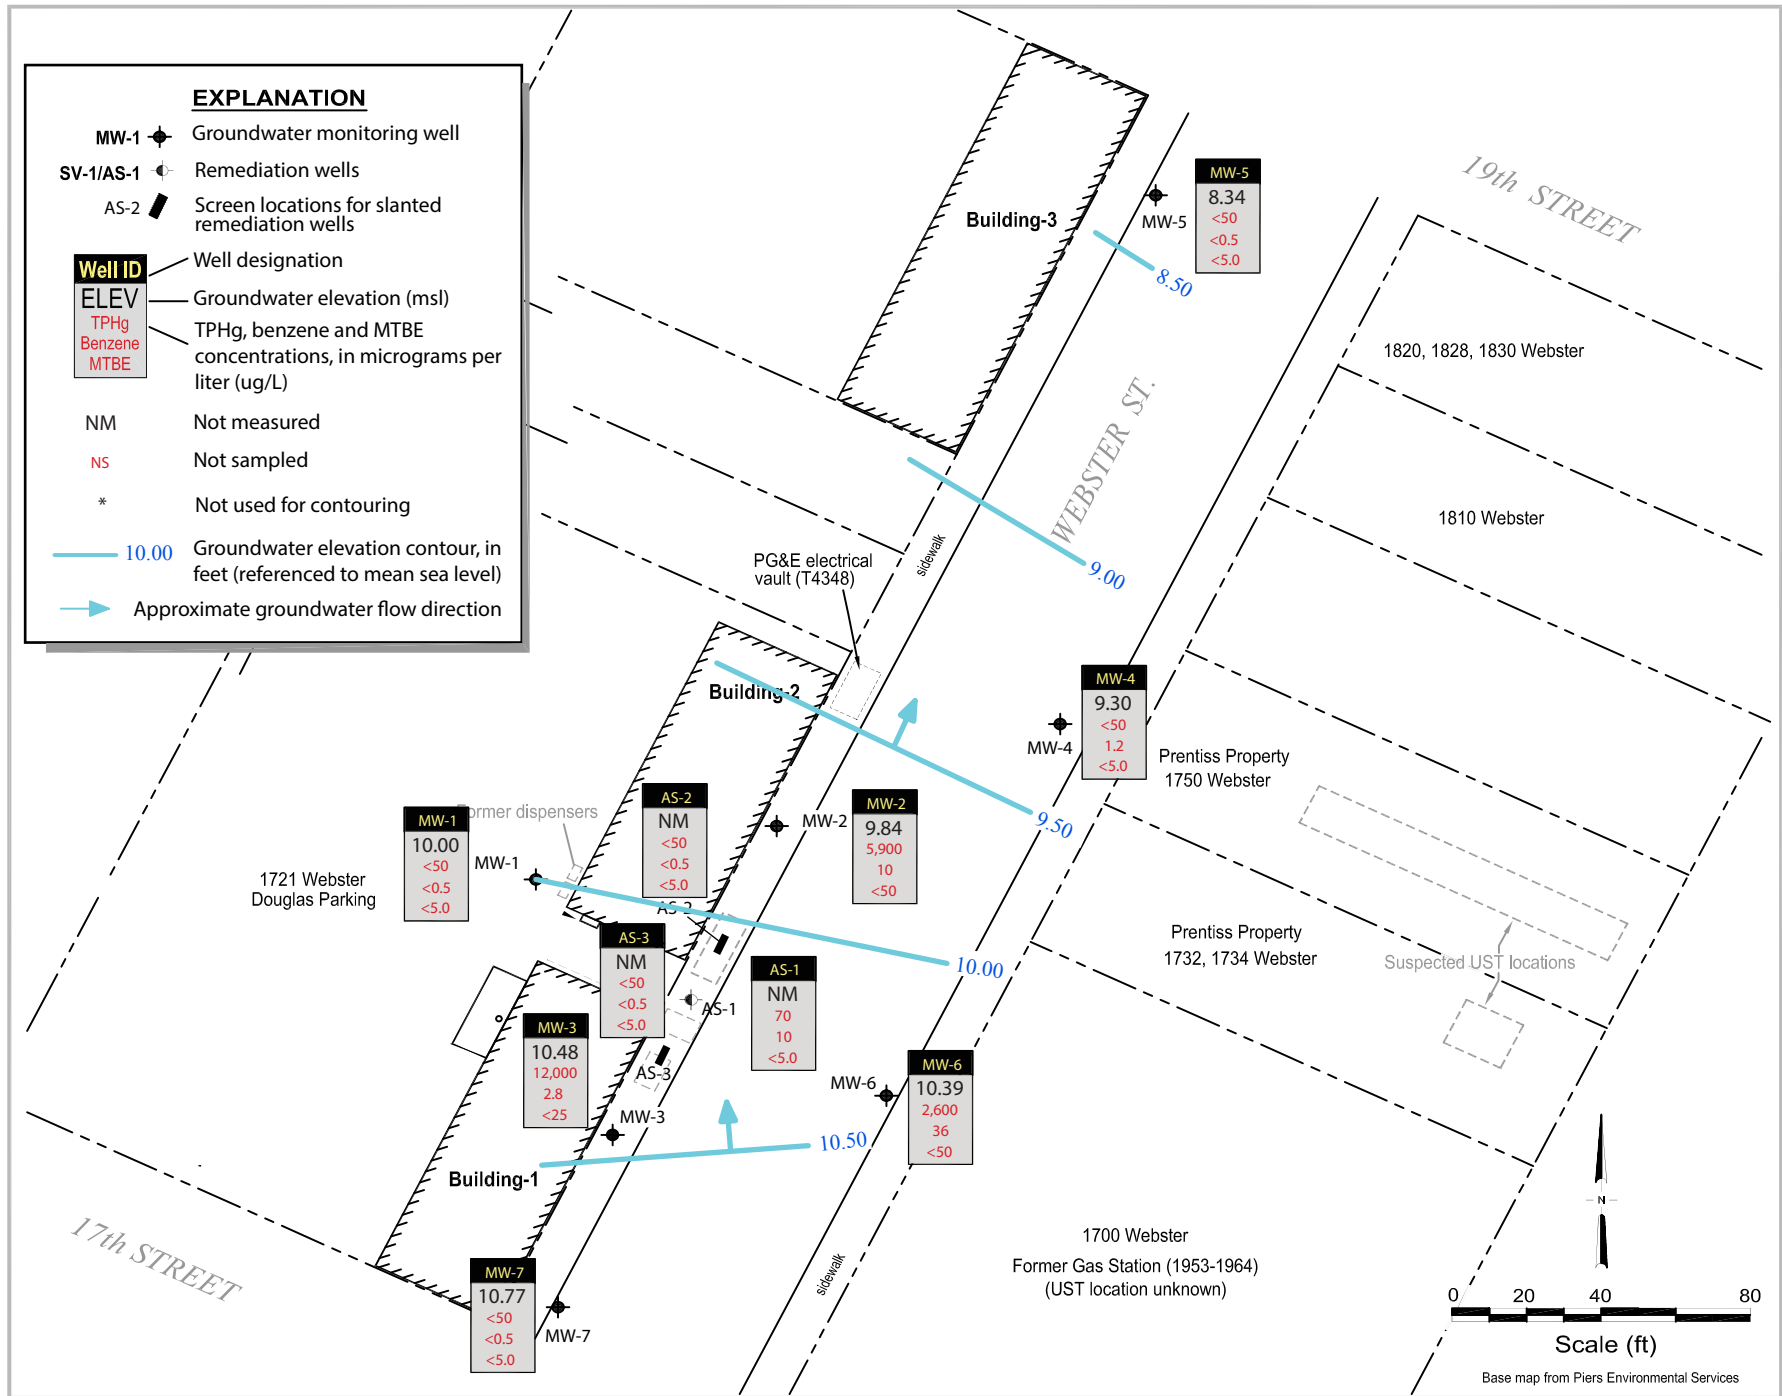 EXPLANATION
MW-1
Groundwater monitoring well
SV-1/AS-1
Remediation wells
AS-2
Screen locations for slanted
remediation wells
Well ID
Well designation
ELEV
Groundwater elevation (msl)
TPHg
Benzene
MTBE
TPHg, benzene and MTBE
concentrations, in micrograms per
liter (ug/L)
NM
Not measured
NS
Not sampled
*
Not used for contouring
10.00
Groundwater elevation contour, in
feet (referenced to mean sea level)
Approximate groundwater flow direction
Building-3
MW-5
MW-5
8.34
<50
<0.5
<5.0
8.50
19th STREET
1820, 1828, 1830 Webster
WEBSTER ST.
1810 Webster
sidewalk
PG&E electrical
vault (T4348)
9.00
Building-2
MW-4
MW-4
9.30
<50
1.2
<5.0
Prentiss Property
1750 Webster
9.50
Former dispensers
AS-2
NM
<50
<0.5
<5.0
MW-2
MW-2
9.84
5,900
10
<50
MW-1
10.00
<50
<0.5
<5.0
MW-1
1721 Webster
Douglas Parking
AS-2
AS-3
NM
<50
<0.5
<5.0
AS-1
AS-1
NM
70
10
<5.0
10.00
Prentiss Property
1732, 1734 Webster
Suspected UST locations
MW-3
10.48
12,000
2.8
<25
AS-3
MW-3
MW-6
MW-6
10.39
2,600
36
<50
10.50
Building-1
17th STREET
MW-7
10.77
<50
<0.5
<5.0
MW-7
sidewalk
1700 Webster
Former Gas Station (1953-1964)
(UST location unknown)
N
0 20 40 80
Scale (ft)
Base map from Piers Environmental Services